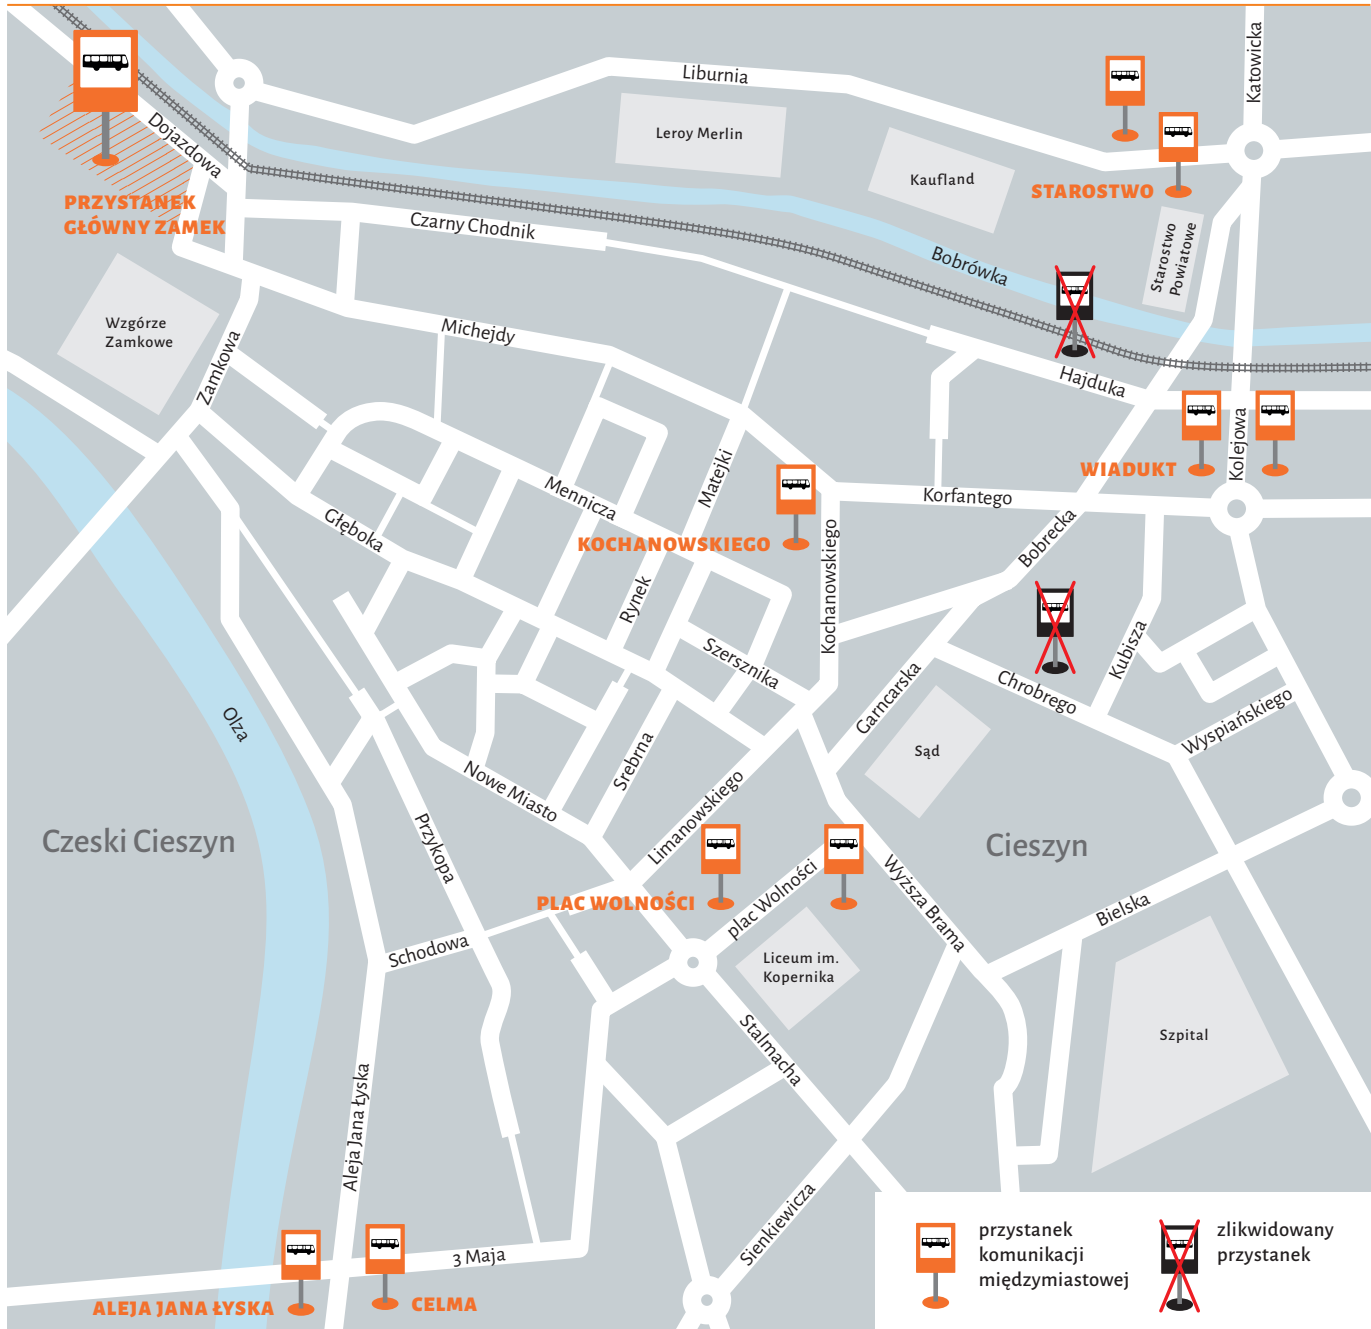 Katowicka
Liburnia
Leroy Merlin
Kaufland
Dojazdowa
STAROSTWO
PRZYSTANEK
GŁÓWNY ZAMEK
Czarny Chodnik
Starostwo
Powiatowe
Bobrówka
Wzgórze
Zamkowe
Michejdy
Zamkowa
Hajduka
Kolejowa
WIADUKT
Matejki
Mennicza
Korfantego
Głęboka
KOCHANOWSKIEGO
Bobrecka
Kochanowskiego
Rynek
Szersznika
Kubisza
Garncarska
Chrobrego
Wyspiańskiego
Olza
Sąd
Srebrna
Nowe Miasto
Limanowskiego
Czeski Cieszyn
Przykopa
Cieszyn
PLAC WOLNOŚCI
plac Wolności
Wyższa Brama
Bielska
Schodowa
Liceum im.
Kopernika
Stalmacha
Szpital
Aleja Jana Łyska
Sienkiewicza
3 Maja
ALEJA JANA ŁYSKA
CELMA
przystanek
komunikacji
międzymiastowej
zlikwidowany
przystanek